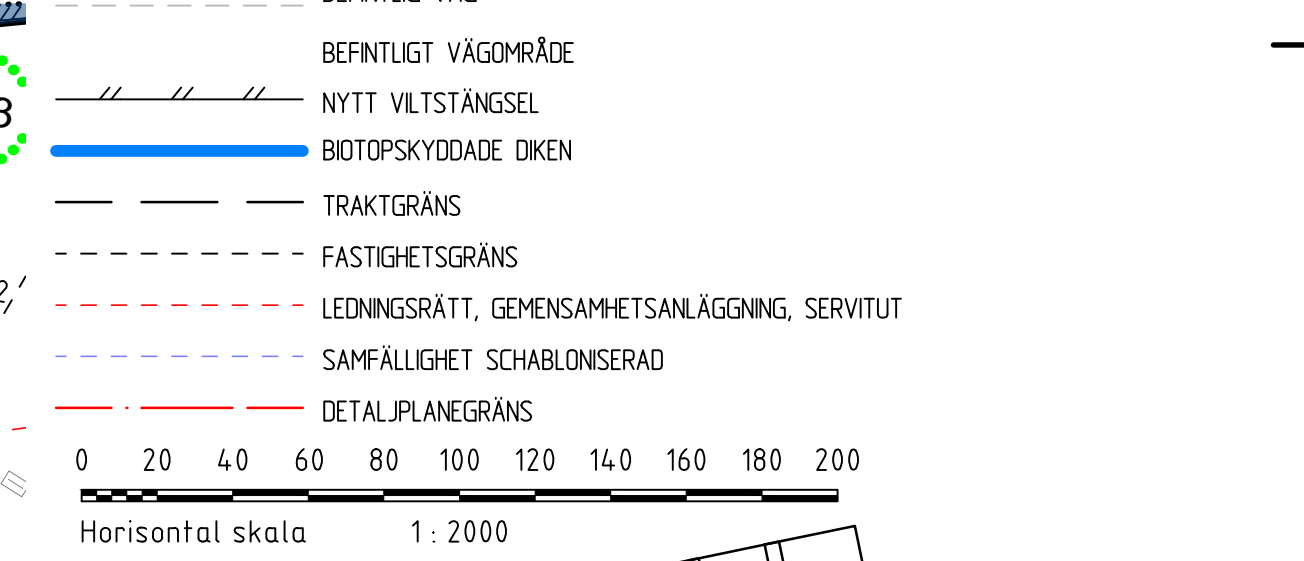 BEFINTLIGT VÄGOMRÅDE
NYTT VILTSTÄNGSEL
BIOTOPSKYDDADE DIKEN
TRAKTGRÄNS
FASTIGHETSGRÄNS
LEDNINGSRÄTT, GEMENSAMHETSANLÄGGNING, SERVITUT
SAMFÄLLIGHET SCHABLONISERAD
DETALJPLANEGRÄNS
0 20 40 60 80 100 120 140 160 180 200
Horisontal skala 1 : 2000